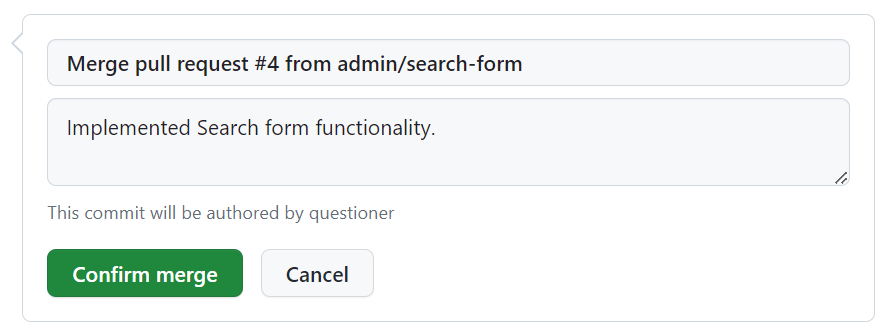 Merge pull request #4 from admin/search-form
Implemented Search form functionality.
This commit will be authored by questioner
Confirm merge
Cancel